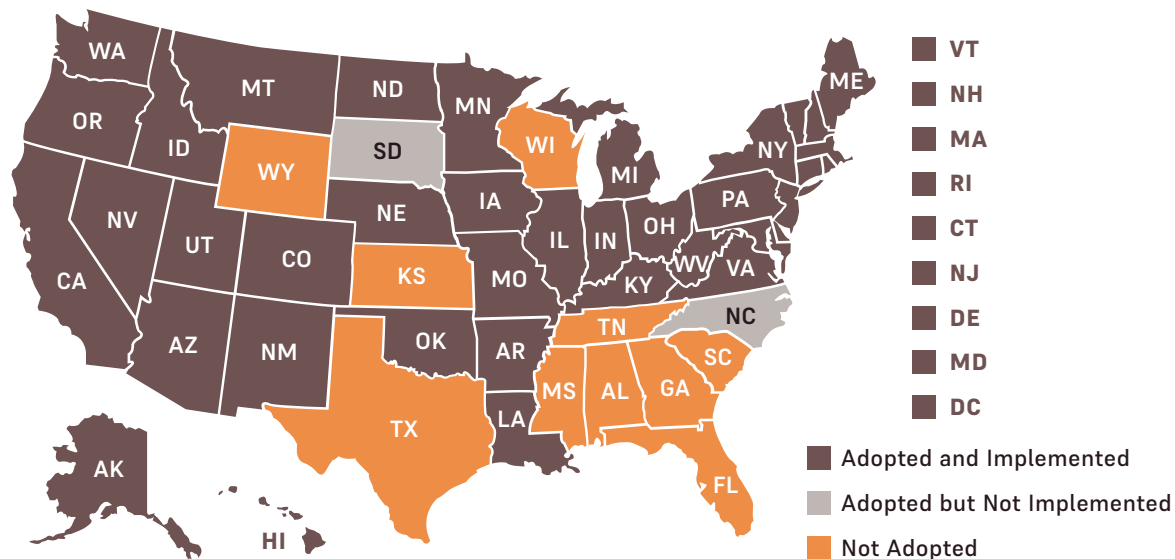 WA
MT
ND
MN
ME
OR
ID
SD
WI
NY
WY
MI
IA
PA
NE
NV
IL
IN
OH
UT
CO
WV
VA
CA
KS
MO
KY
NC
TN
AZ
NM
OK
AR
SC
MS
AL
GA
TX
LA
AK
FL
HI
VT
NH
MA
RI
CT
NJ
DE
MD
DC
Adopted and Implemented
Adopted but Not Implemented
Not Adopted